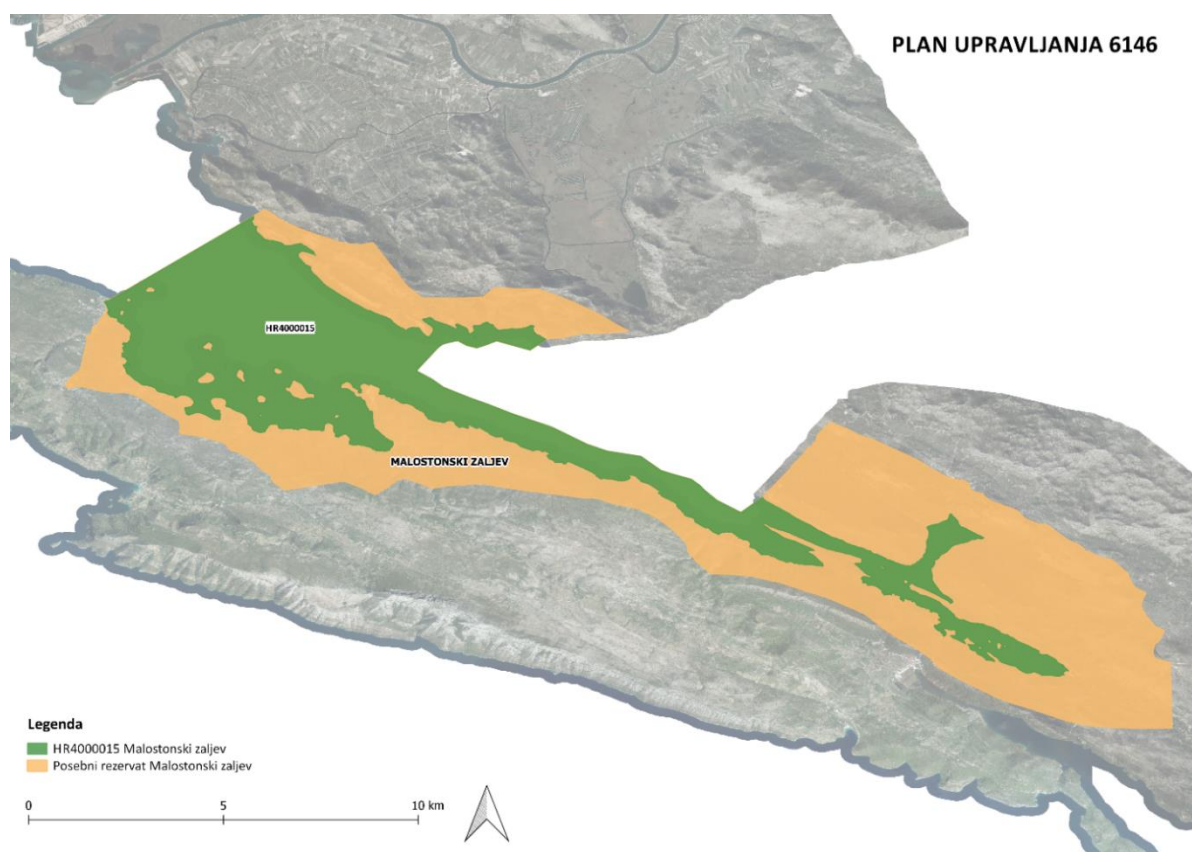 PLAN UPRAVLJANJA 6146
HR4000015
MALOSTONSKI ZALJEV
Legenda
HR4000015 Malostonski zaljev
Posebni rezervat Malostonski zaljev
0 5 10 km